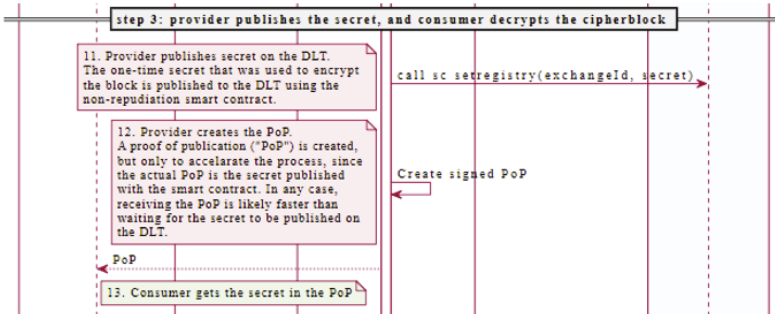 step 3: provider publishes the secret, and consumer decrypts the cipherblock
11. Provider publishes secret on the DLT.
The one-time secret that was used to encrypt
the block is published to the DLT using the
non-repudiation smart contract.
call sc setregistry(exchangeId, secret)
12. Provider creates the PoP.
A proof of publication ("PoP") is created,
but only to accelarate the process, since
the actual PoP is the secret published
with the smart contract. In any case,
receiving the PoP is likely faster than
waiting for the secret to be published on
the DLT.
Create signed PoP
PoP
13. Consumer gets the secret in the PoP